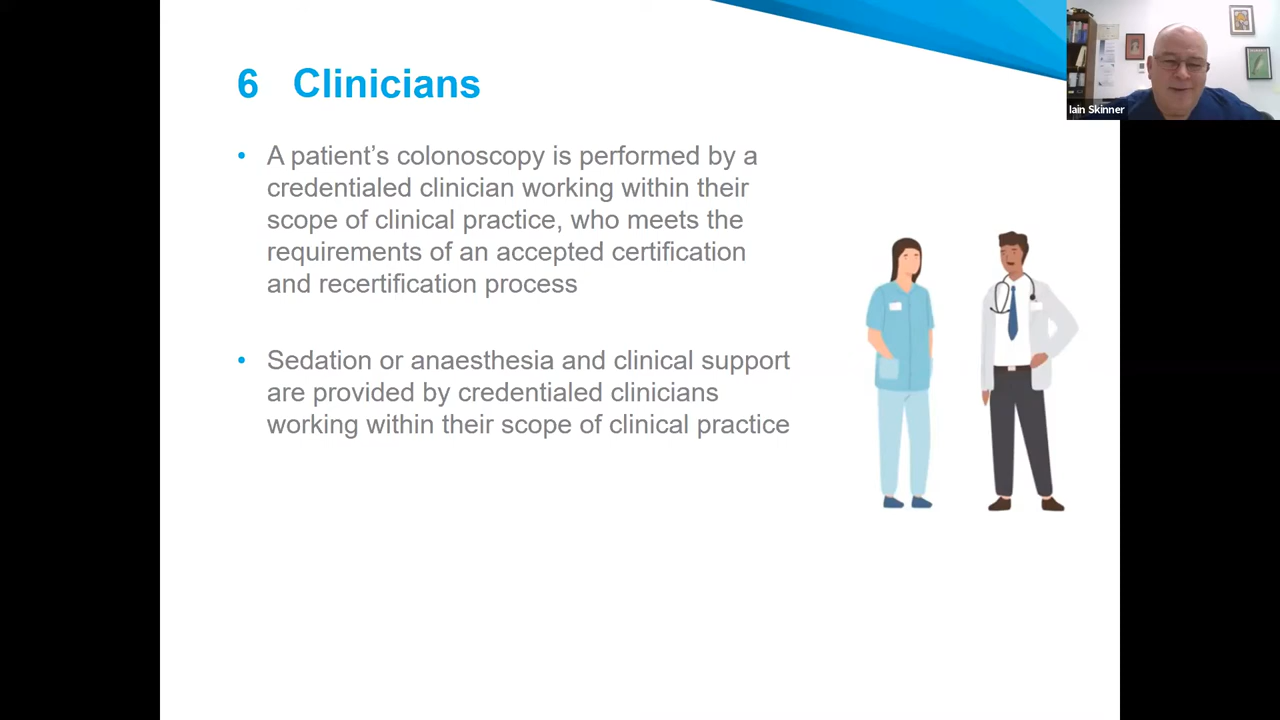 6 Clinicians
Iain Skinner
• A patient’s colonoscopy is performed by a
credentialed clinician working within their
scope of clinical practice, who meets the
requirements of an accepted certification
and recertification process
• Sedation or anaesthesia and clinical support
are provided by credentialed clinicians
working within their scope of clinical practice